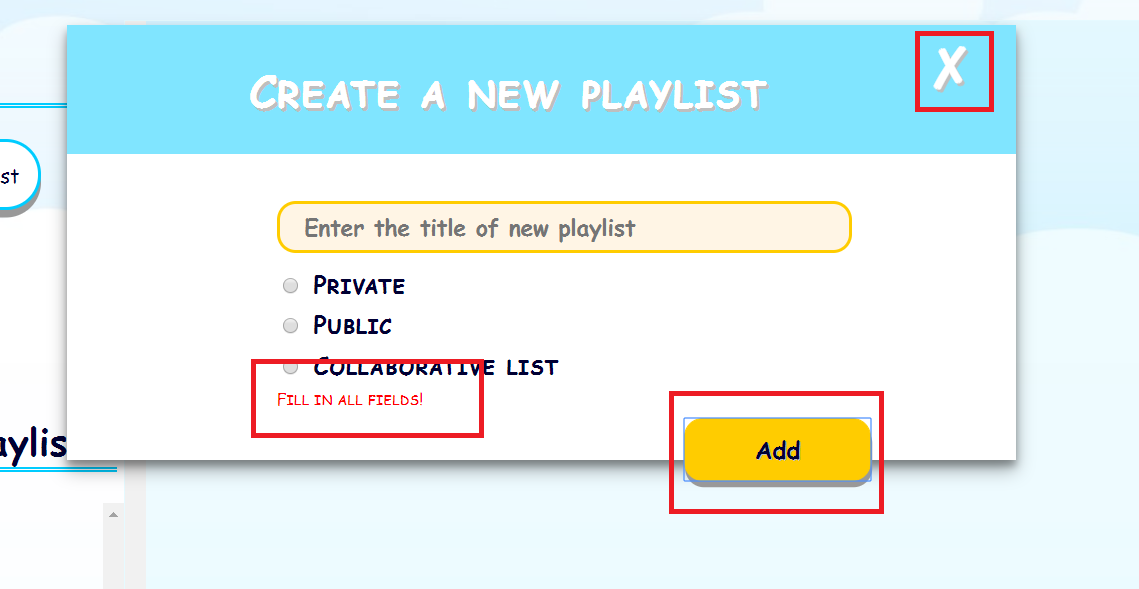 CREATE A NEW PLAYLIST X
st
Enter the title of new playlist
PRIVATE
PUBLIC
COLLABORATIVE LIST
FILL IN ALL FIELDS!
aylis
Add